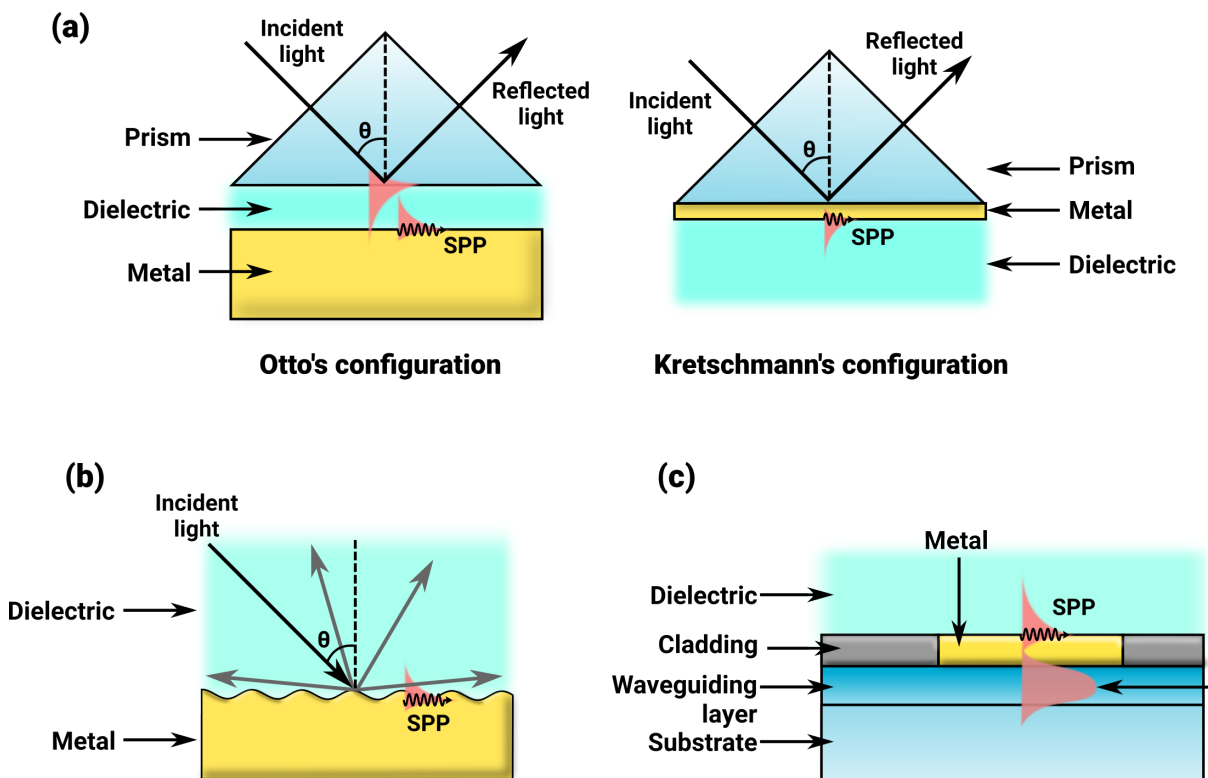 (a)
Incident
light
Reflected
light
θ
Prism
Dielectric
SPP
Metal
Otto's configuration
Reflected
light
Incident
light
θ
Prism
Metal
SPP
Dielectric
Kretschmann's configuration
(b)
Incident
light
Dielectric
θ
SPP
Metal
(c)
Metal
Dielectric
SPP
Cladding
Waveguiding
layer
Substrate